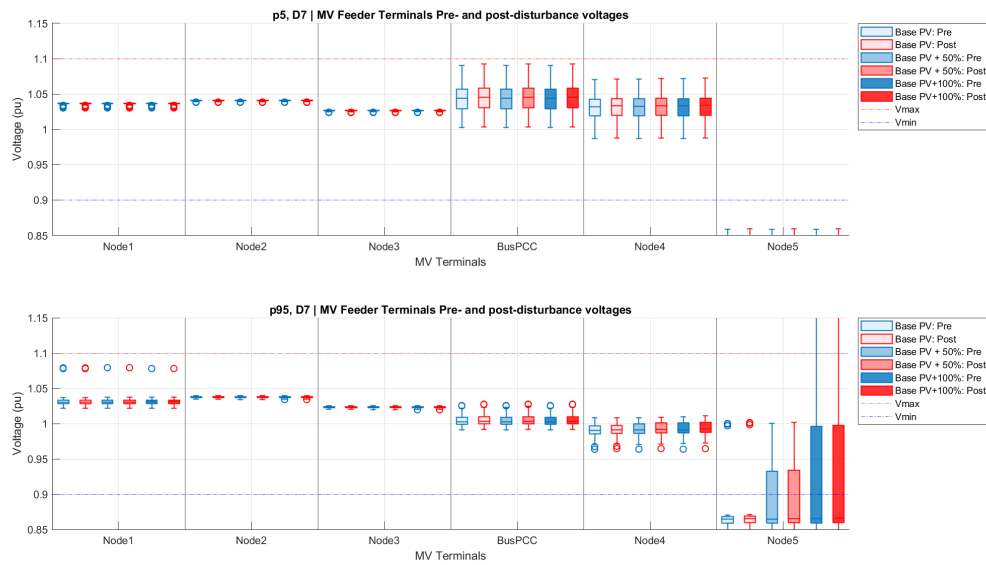 p5, D7 | MV Feeder Terminals Pre- and post-disturbance voltages
1.15
1.1
1.05
1
0.95
0.9
0.85
Voltage (pu)
Node1
Node2
Node3
BusPCC
Node4
Node5
MV Terminals
Base PV: Pre
Base PV: Post
Base PV + 50%: Pre
Base PV + 50%: Post
Base PV+100%: Pre
Base PV+100%: Post
Vmax
Vmin
p95, D7 | MV Feeder Terminals Pre- and post-disturbance voltages
1.15
1.1
1.05
1
0.95
0.9
0.85
Voltage (pu)
Node1
Node2
Node3
BusPCC
Node4
Node5
MV Terminals
Base PV: Pre
Base PV: Post
Base PV + 50%: Pre
Base PV + 50%: Post
Base PV+100%: Pre
Base PV+100%: Post
Vmax
Vmin